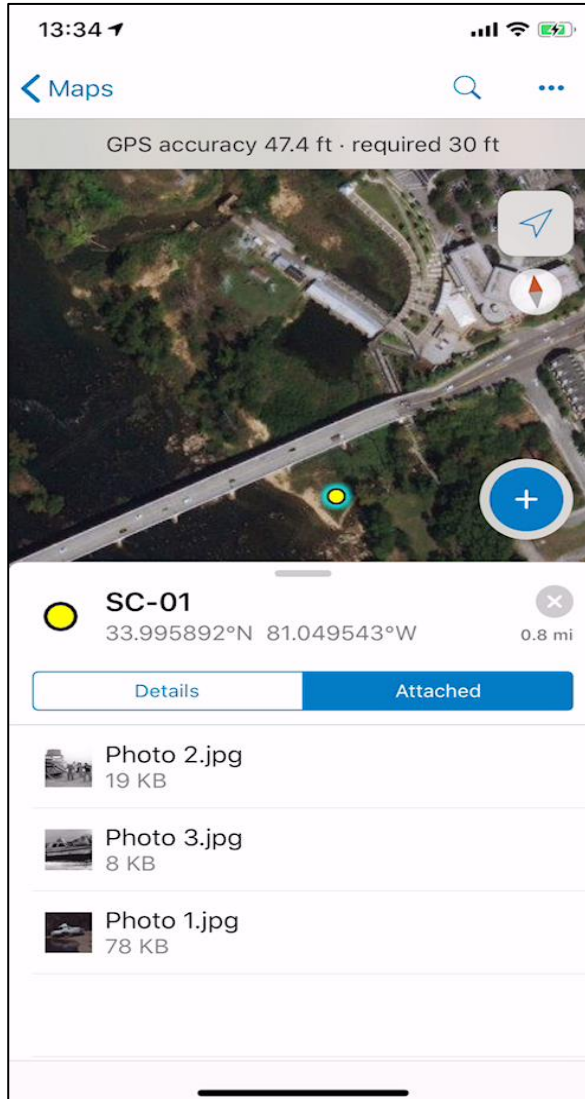 13:34
Maps
GPS accuracy 47.4 ft · required 30 ft
SC-01
33.995892°N 81.049543°W
0.8 mi
Details
Attached
Photo 2.jpg
19 KB
Photo 3.jpg
8 KB
Photo 1.jpg
78 KB